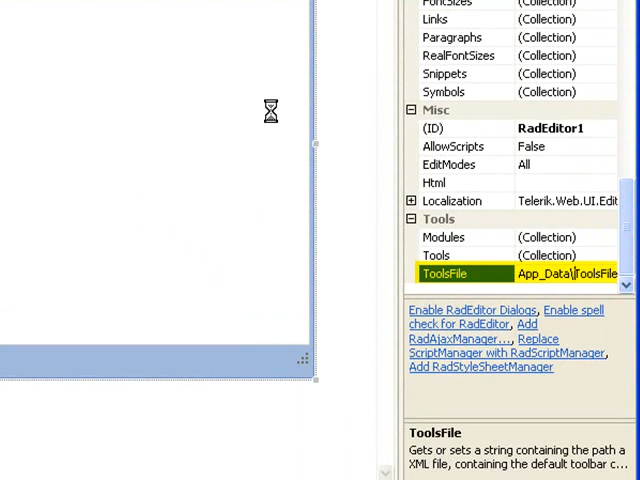 FontSizes (Collection)
Links (Collection)
Paragraphs (Collection)
RealFontSizes (Collection)
Snippets (Collection)
Symbols (Collection)
Misc
(ID) RadEditor1
AllowScripts False
EditModes All
Html
Localization Telerik.Web.UI.Edit
Tools
Modules (Collection)
Tools (Collection)
ToolsFile App_Data\ToolsFile
Enable RadEditor Dialogs, Enable spell
check for RadEditor, Add
RadAjaxManager..., Replace
ScriptManager with RadScriptManager,
Add RadStyleSheetManager
ToolsFile
Gets or sets a string containing the path a
XML file, containing the default toolbar c...